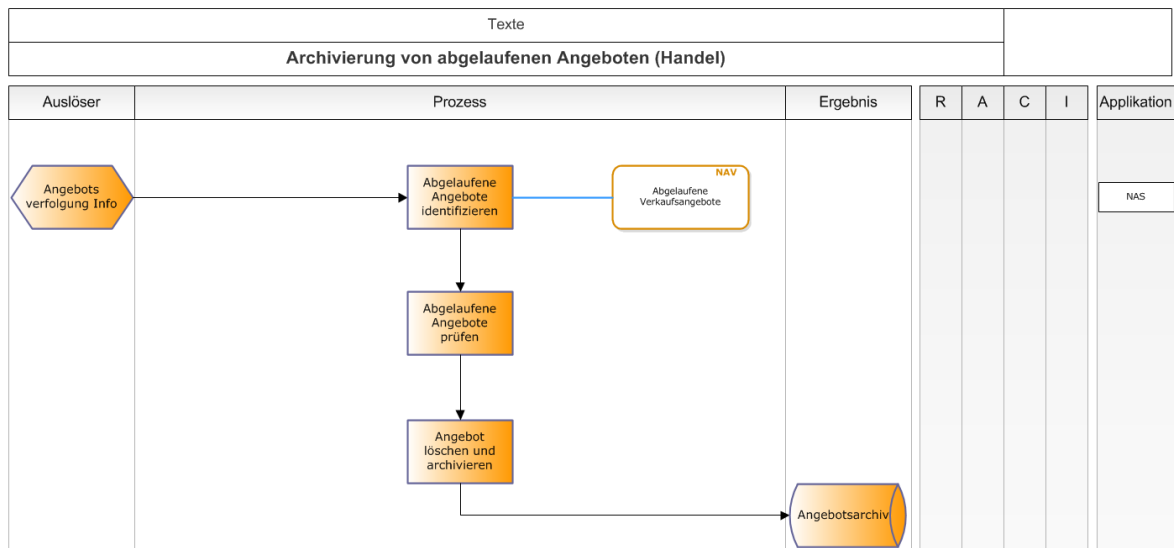 Texte
Archivierung von abgelaufenen Angeboten (Handel)
Auslöser
Prozess
Ergebnis
R
A
C
I
Applikation
Angebots
verfolgung Info
Abgelaufene
Angebote
identifizieren
NAV
Abgelaufene
Verkaufsangebote
NAS
Abgelaufene
Angebote
prüfen
Angebot
löschen und
archivieren
Angebotsarchiv